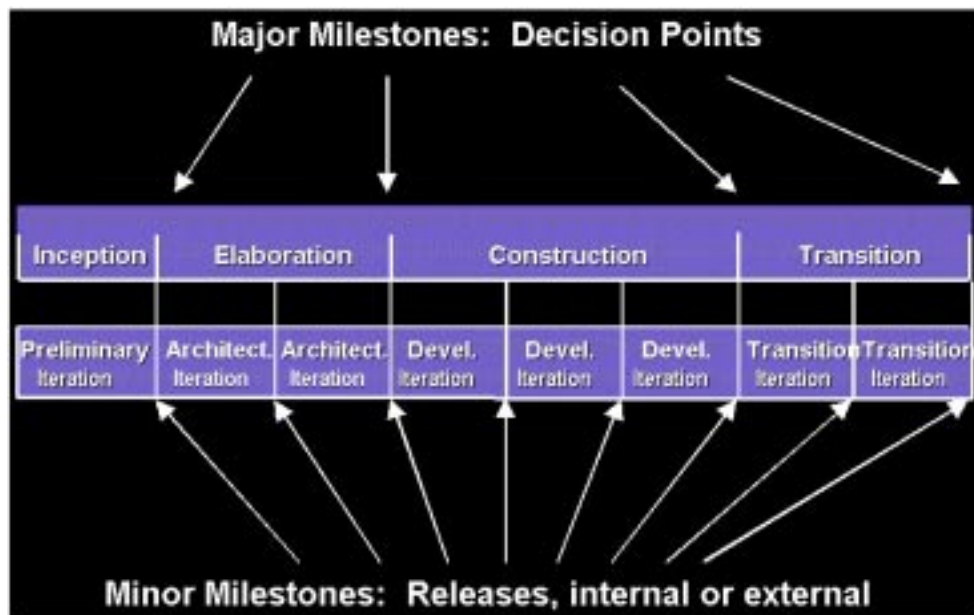 Major Milestones: Decision Points
Inception Elaboration Construction Transition
Preliminary Architect. Architect. Devel. Devel. Devel. Transition Transition
Iteration Iteration Iteration Iteration Iteration Iteration Iteration Iteration
Minor Milestones: Releases, internal or external